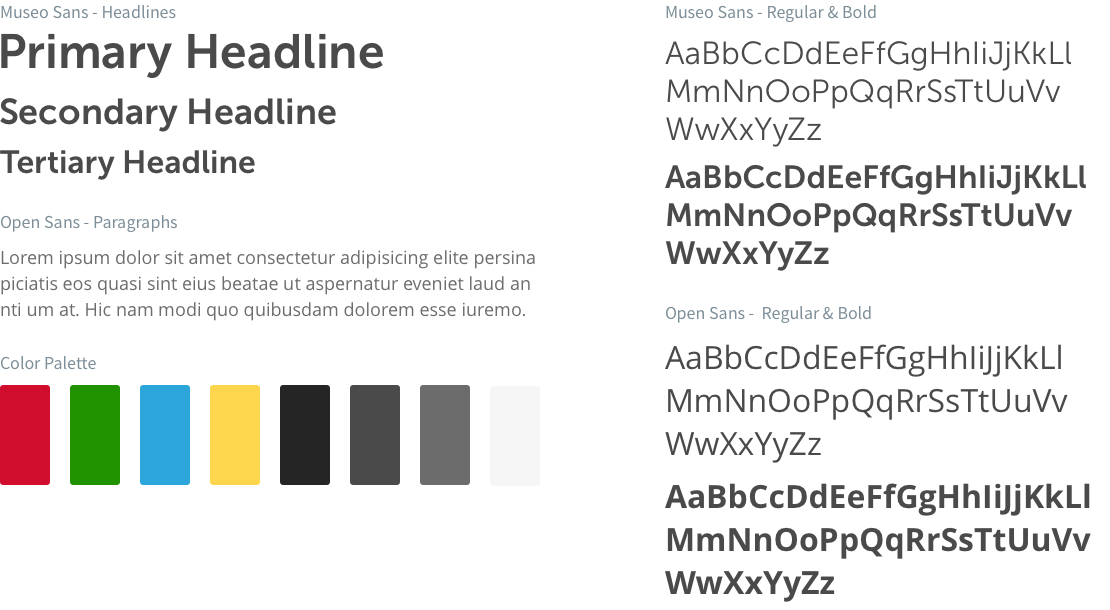 Museo Sans - Headlines
Primary Headline
Secondary Headline
Tertiary Headline
Open Sans - Paragraphs
Lorem ipsum dolor sit amet consectetur adipisicing elite persina
piciatis eos quasi sint eius beatae ut aspernatur eveniet laud an
nti um at. Hic nam modi quo quibusdam dolorem esse iuremo.
Color Palette
Museo Sans - Regular & Bold
AaBbCcDdEeFfGgHhIiJjKkLl
MmNnOoPpQqRrSsTtUuVv
WwXxYyZz
AaBbCcDdEeFfGgHhIiJjKkLl
MmNnOoPpQqRrSsTtUuVv
WwXxYyZz
Open Sans -  Regular & Bold
AaBbCcDdEeFfGgHhIiJjKkLl
MmNnOoPpQqRrSsTtUuVv
WwXxYyZz
AaBbCcDdEeFfGgHhIiJjKkLl
MmNnOoPpQqRrSsTtUuVv
WwXxYyZz